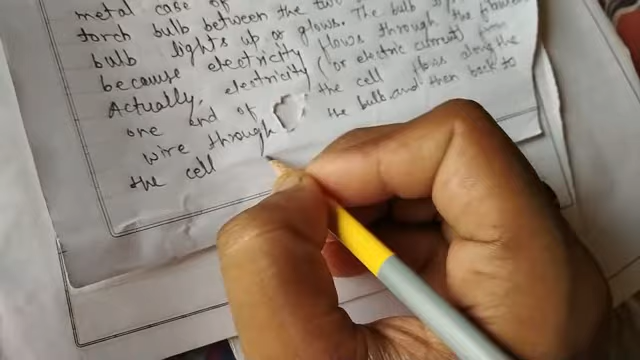 metal case of
torch bulb between the two
bulb lights up or glows. The bulb
because electricity flows through the filament
Actually, electricity (or electric current) from
one end of the cell flows along the
wire through the bulb and then back to
the cell